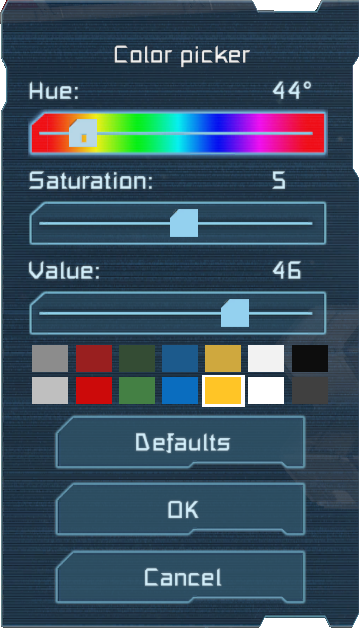 Color picker
Hue: 44°
Saturation: 5
Value: 46
Defaults
OK
Cancel